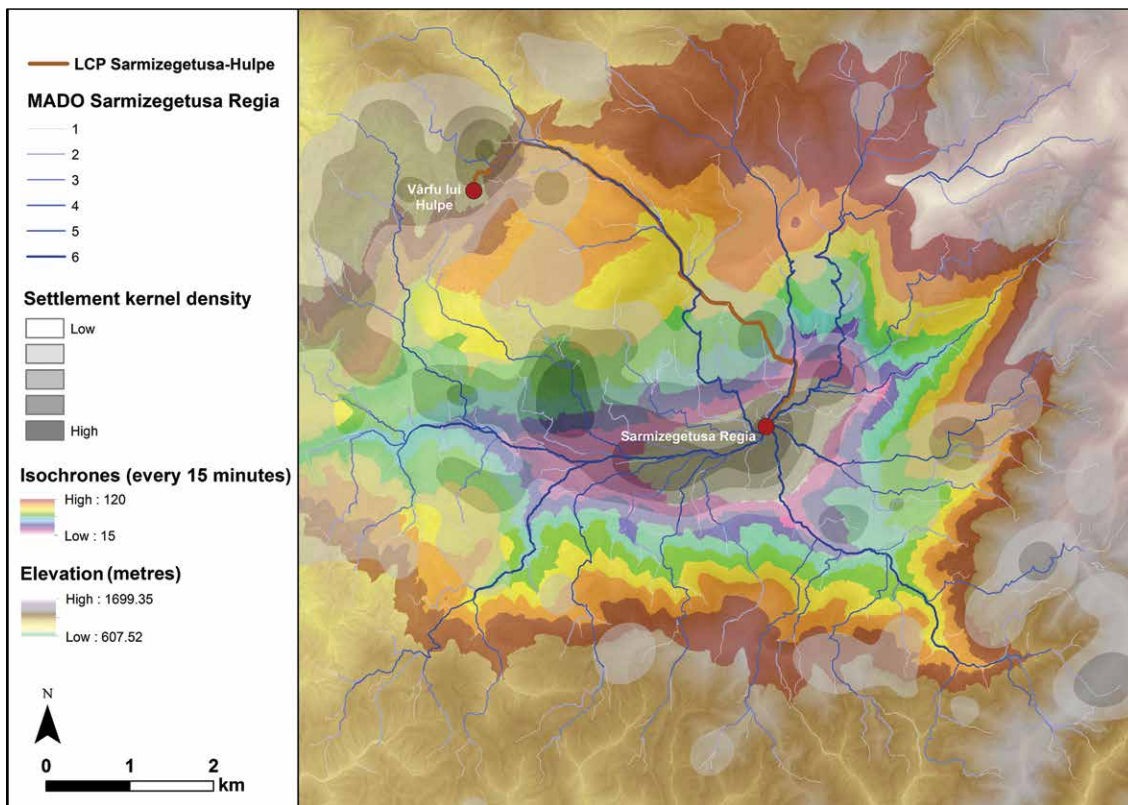 LCP Sarmizegetusa-Hulpe
MADO Sarmizegetusa Regia
1
2
3
4
5
6
Settlement kernel density
Low
High
Isochrones (every 15 minutes)
High : 120
Low : 15
Elevation (metres)
High : 1699.35
Low : 607.52
N
0 1 2
km
Vârfu lui
Hulpe
Sarmizegetusa Regia